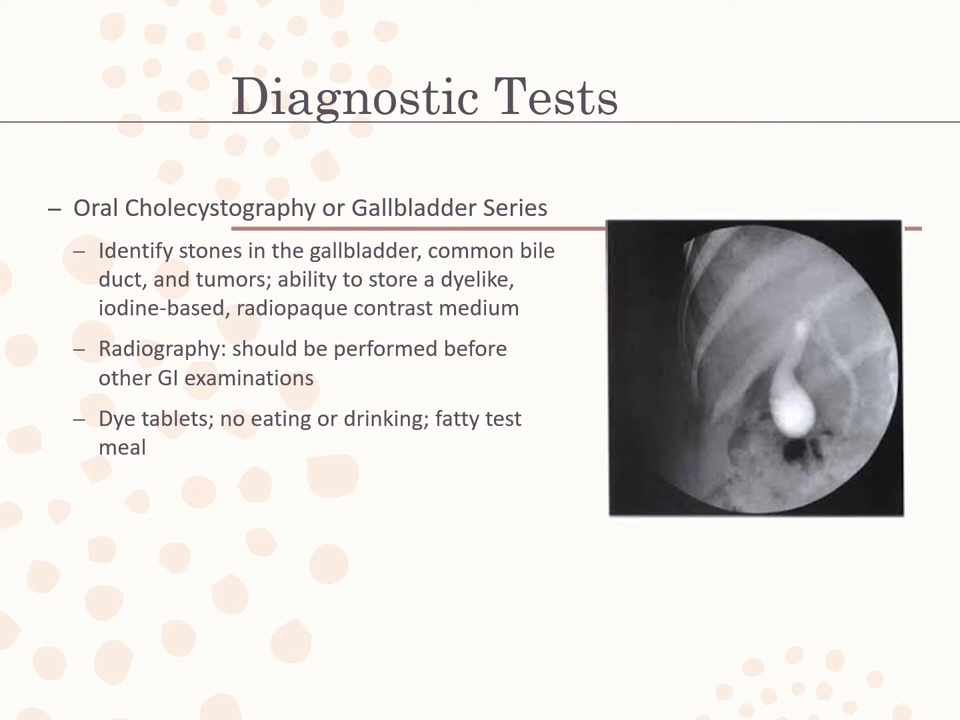 Diagnostic Tests
– Oral Cholecystography or Gallbladder Series
– Identify stones in the gallbladder, common bile
duct, and tumors; ability to store a dyelike,
iodine-based, radiopaque contrast medium
– Radiography: should be performed before
other GI examinations
– Dye tablets; no eating or drinking; fatty test
meal